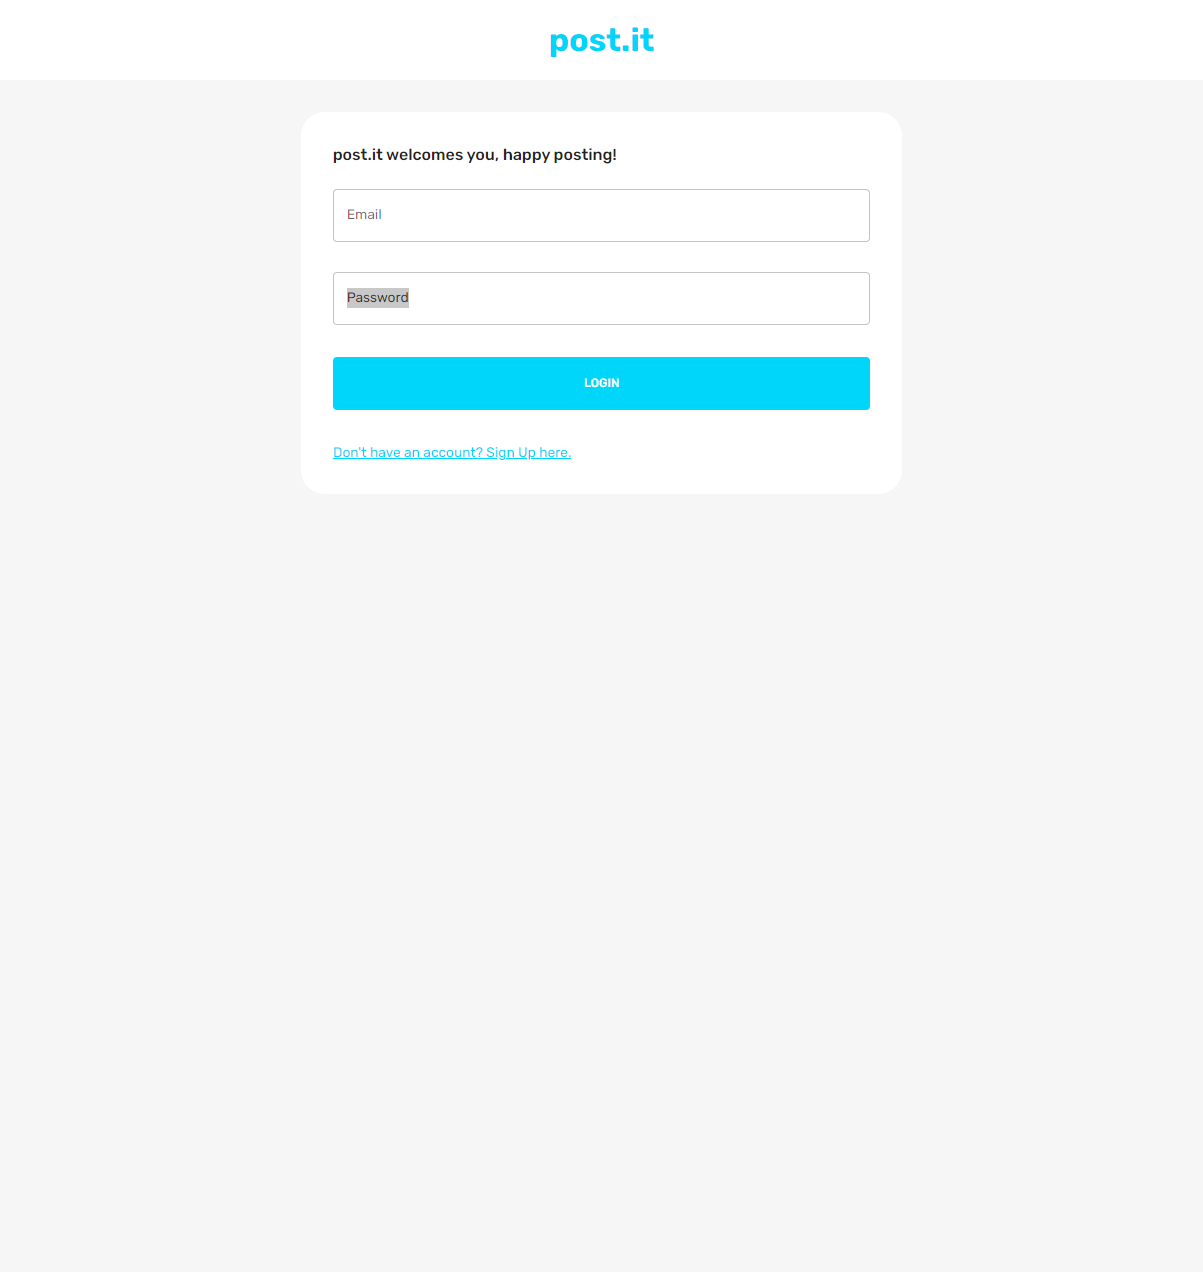 post.it
post.it welcomes you, happy posting!
Email
Password
LOGIN
Don't have an account? Sign Up here.